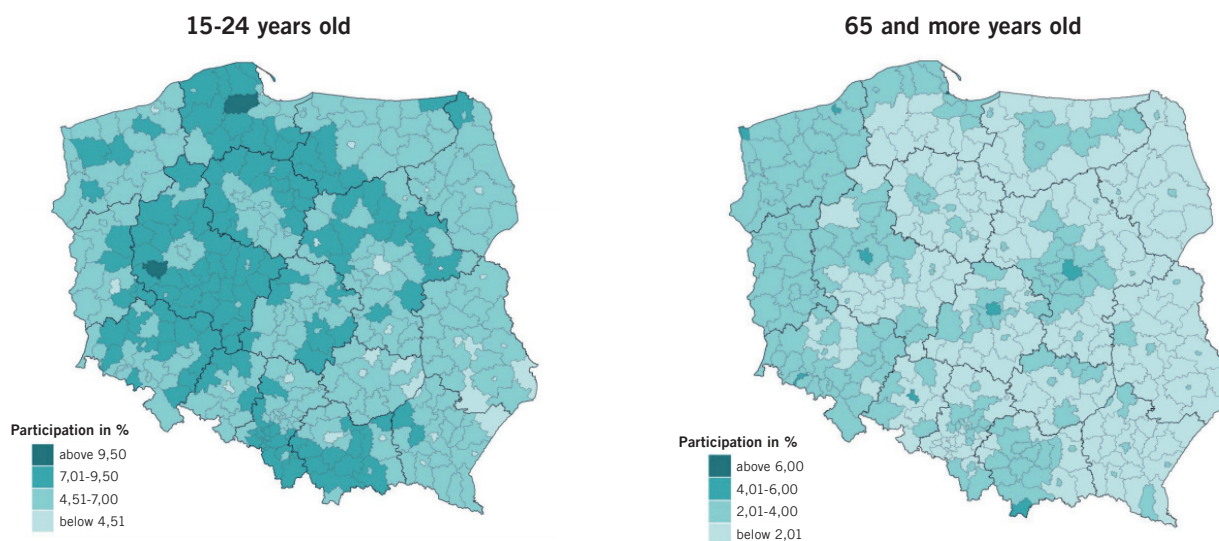 15-24 years old
Participation in %
above 9,50
7,01-9,50
4,51-7,00
below 4,51
65 and more years old
Participation in %
above 6,00
4,01-6,00
2,01-4,00
below 2,01